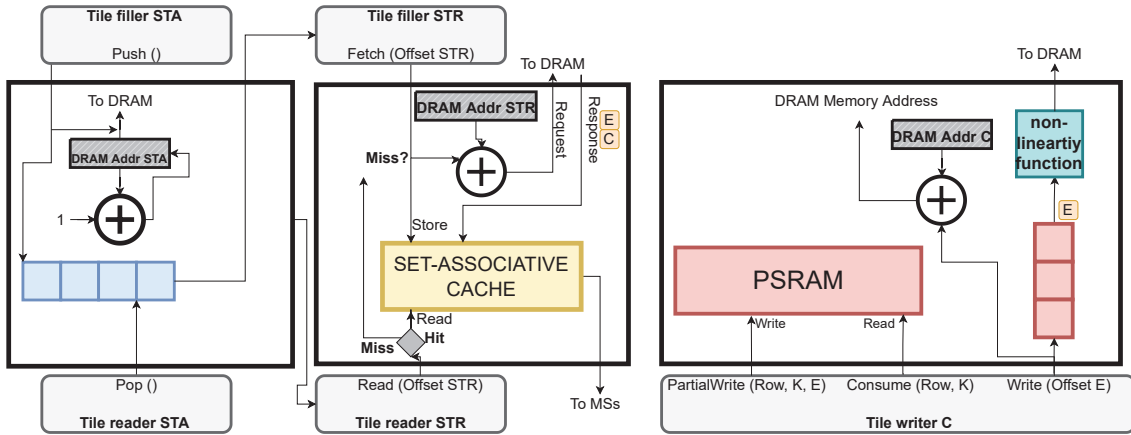 Tile filler STA
Push ()
To DRAM
DRAM Addr STA
1
Pop ()
Tile reader STA
Tile filler STR
Fetch (Offset STR)
To DRAM
DRAM Addr STR
Request
Response
E
C
Miss?
Store
SET-ASSOCIATIVE
CACHE
Read
Hit
Miss
Read (Offset STR)
Tile reader STR
To MSs
To DRAM
DRAM Memory Address
DRAM Addr C
non-
lineartiy
function
E
PSRAM
Write
Read
PartialWrite (Row, K, E)
Consume (Row, K)
Write (Offset E)
Tile writer C